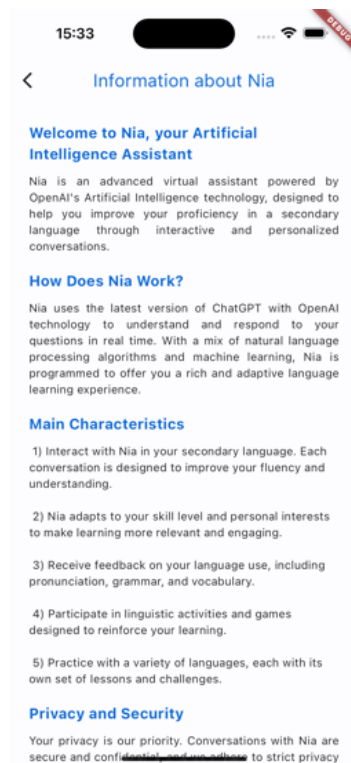 15:33
DEBUG
Information about Nia
Welcome to Nia, your Artificial
Intelligence Assistant
Nia is an advanced virtual assistant powered by
OpenAI's Artificial Intelligence technology, designed to
help you improve your proficiency in a secondary
language through interactive and personalized
conversations.
How Does Nia Work?
Nia uses the latest version of ChatGPT with OpenAI
technology to understand and respond to your
questions in real time. With a mix of natural language
processing algorithms and machine learning, Nia is
programmed to offer you a rich and adaptive language
learning experience.
Main Characteristics
1) Interact with Nia in your secondary language. Each
conversation is designed to improve your fluency and
understanding.
2) Nia adapts to your skill level and personal interests
to make learning more relevant and engaging.
3) Receive feedback on your language use, including
pronunciation, grammar, and vocabulary.
4) Participate in linguistic activities and games
designed to reinforce your learning.
5) Practice with a variety of languages, each with its
own set of lessons and challenges.
Privacy and Security
Your privacy is our priority. Conversations with Nia are
secure and confidential, and we adhere to strict privacy